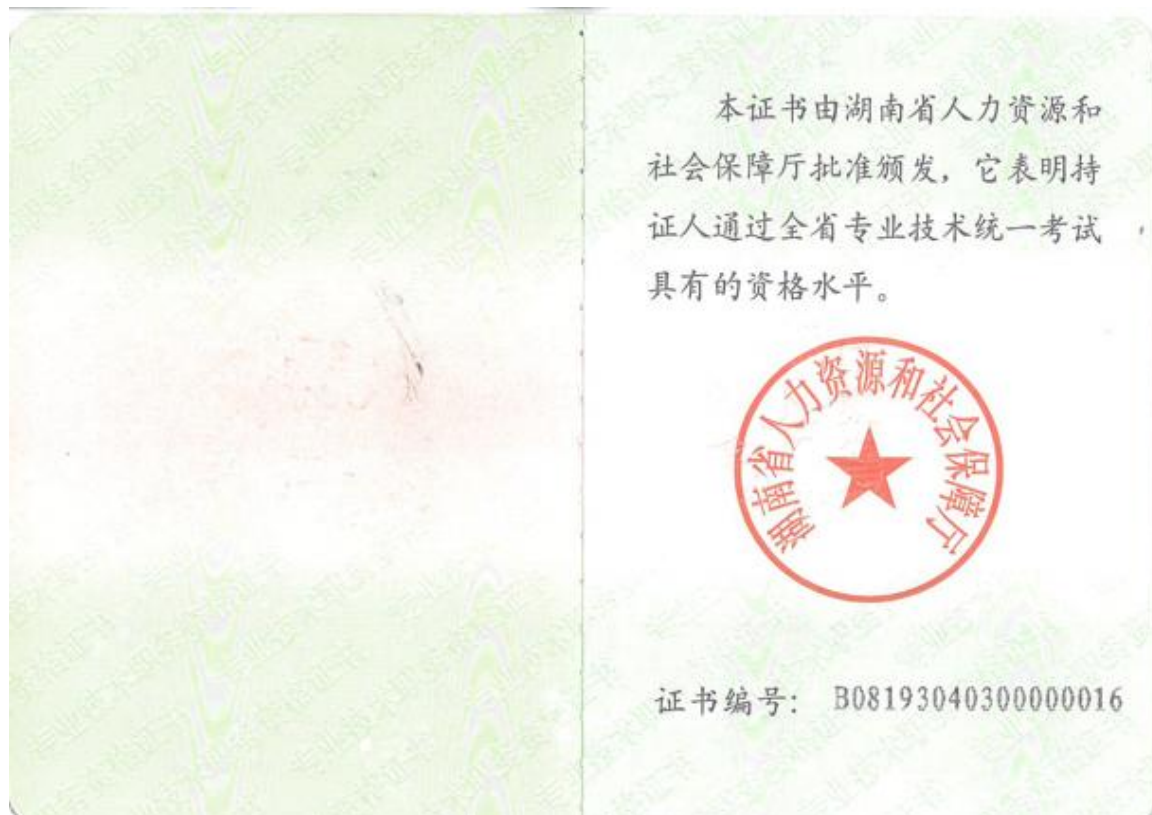 本证书由湖南省人力资源和
社会保障厅批准颁发，它表明持
证人通过全省专业技术统一考试
具有的资格水平。
湖南省人力资源和社会保障厅
证书编号： B08193040300000016